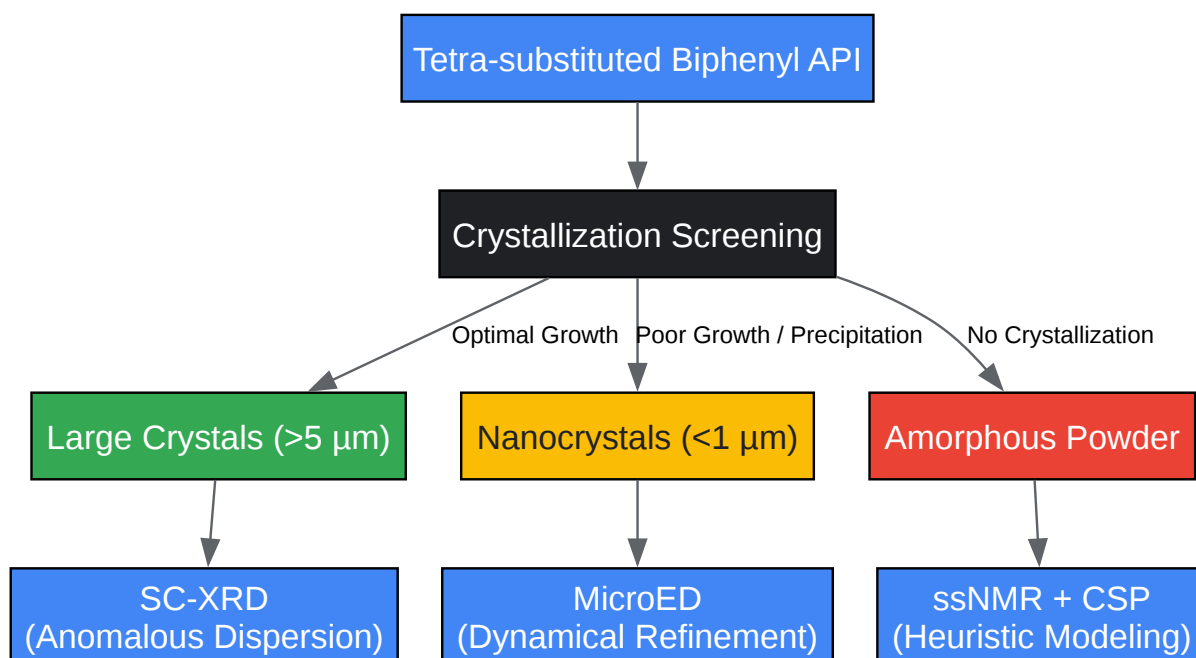 Tetra-substituted Biphenyl API
Crystallization Screening
Optimal Growth
Poor Growth / Precipitation
No Crystallization
Large Crystals (>5 µm)
Nanocrystals (<1 µm)
Amorphous Powder
SC-XRD
(Anomalous Dispersion)
MicroED
(Dynamical Refinement)
ssNMR + CSP
(Heuristic Modeling)